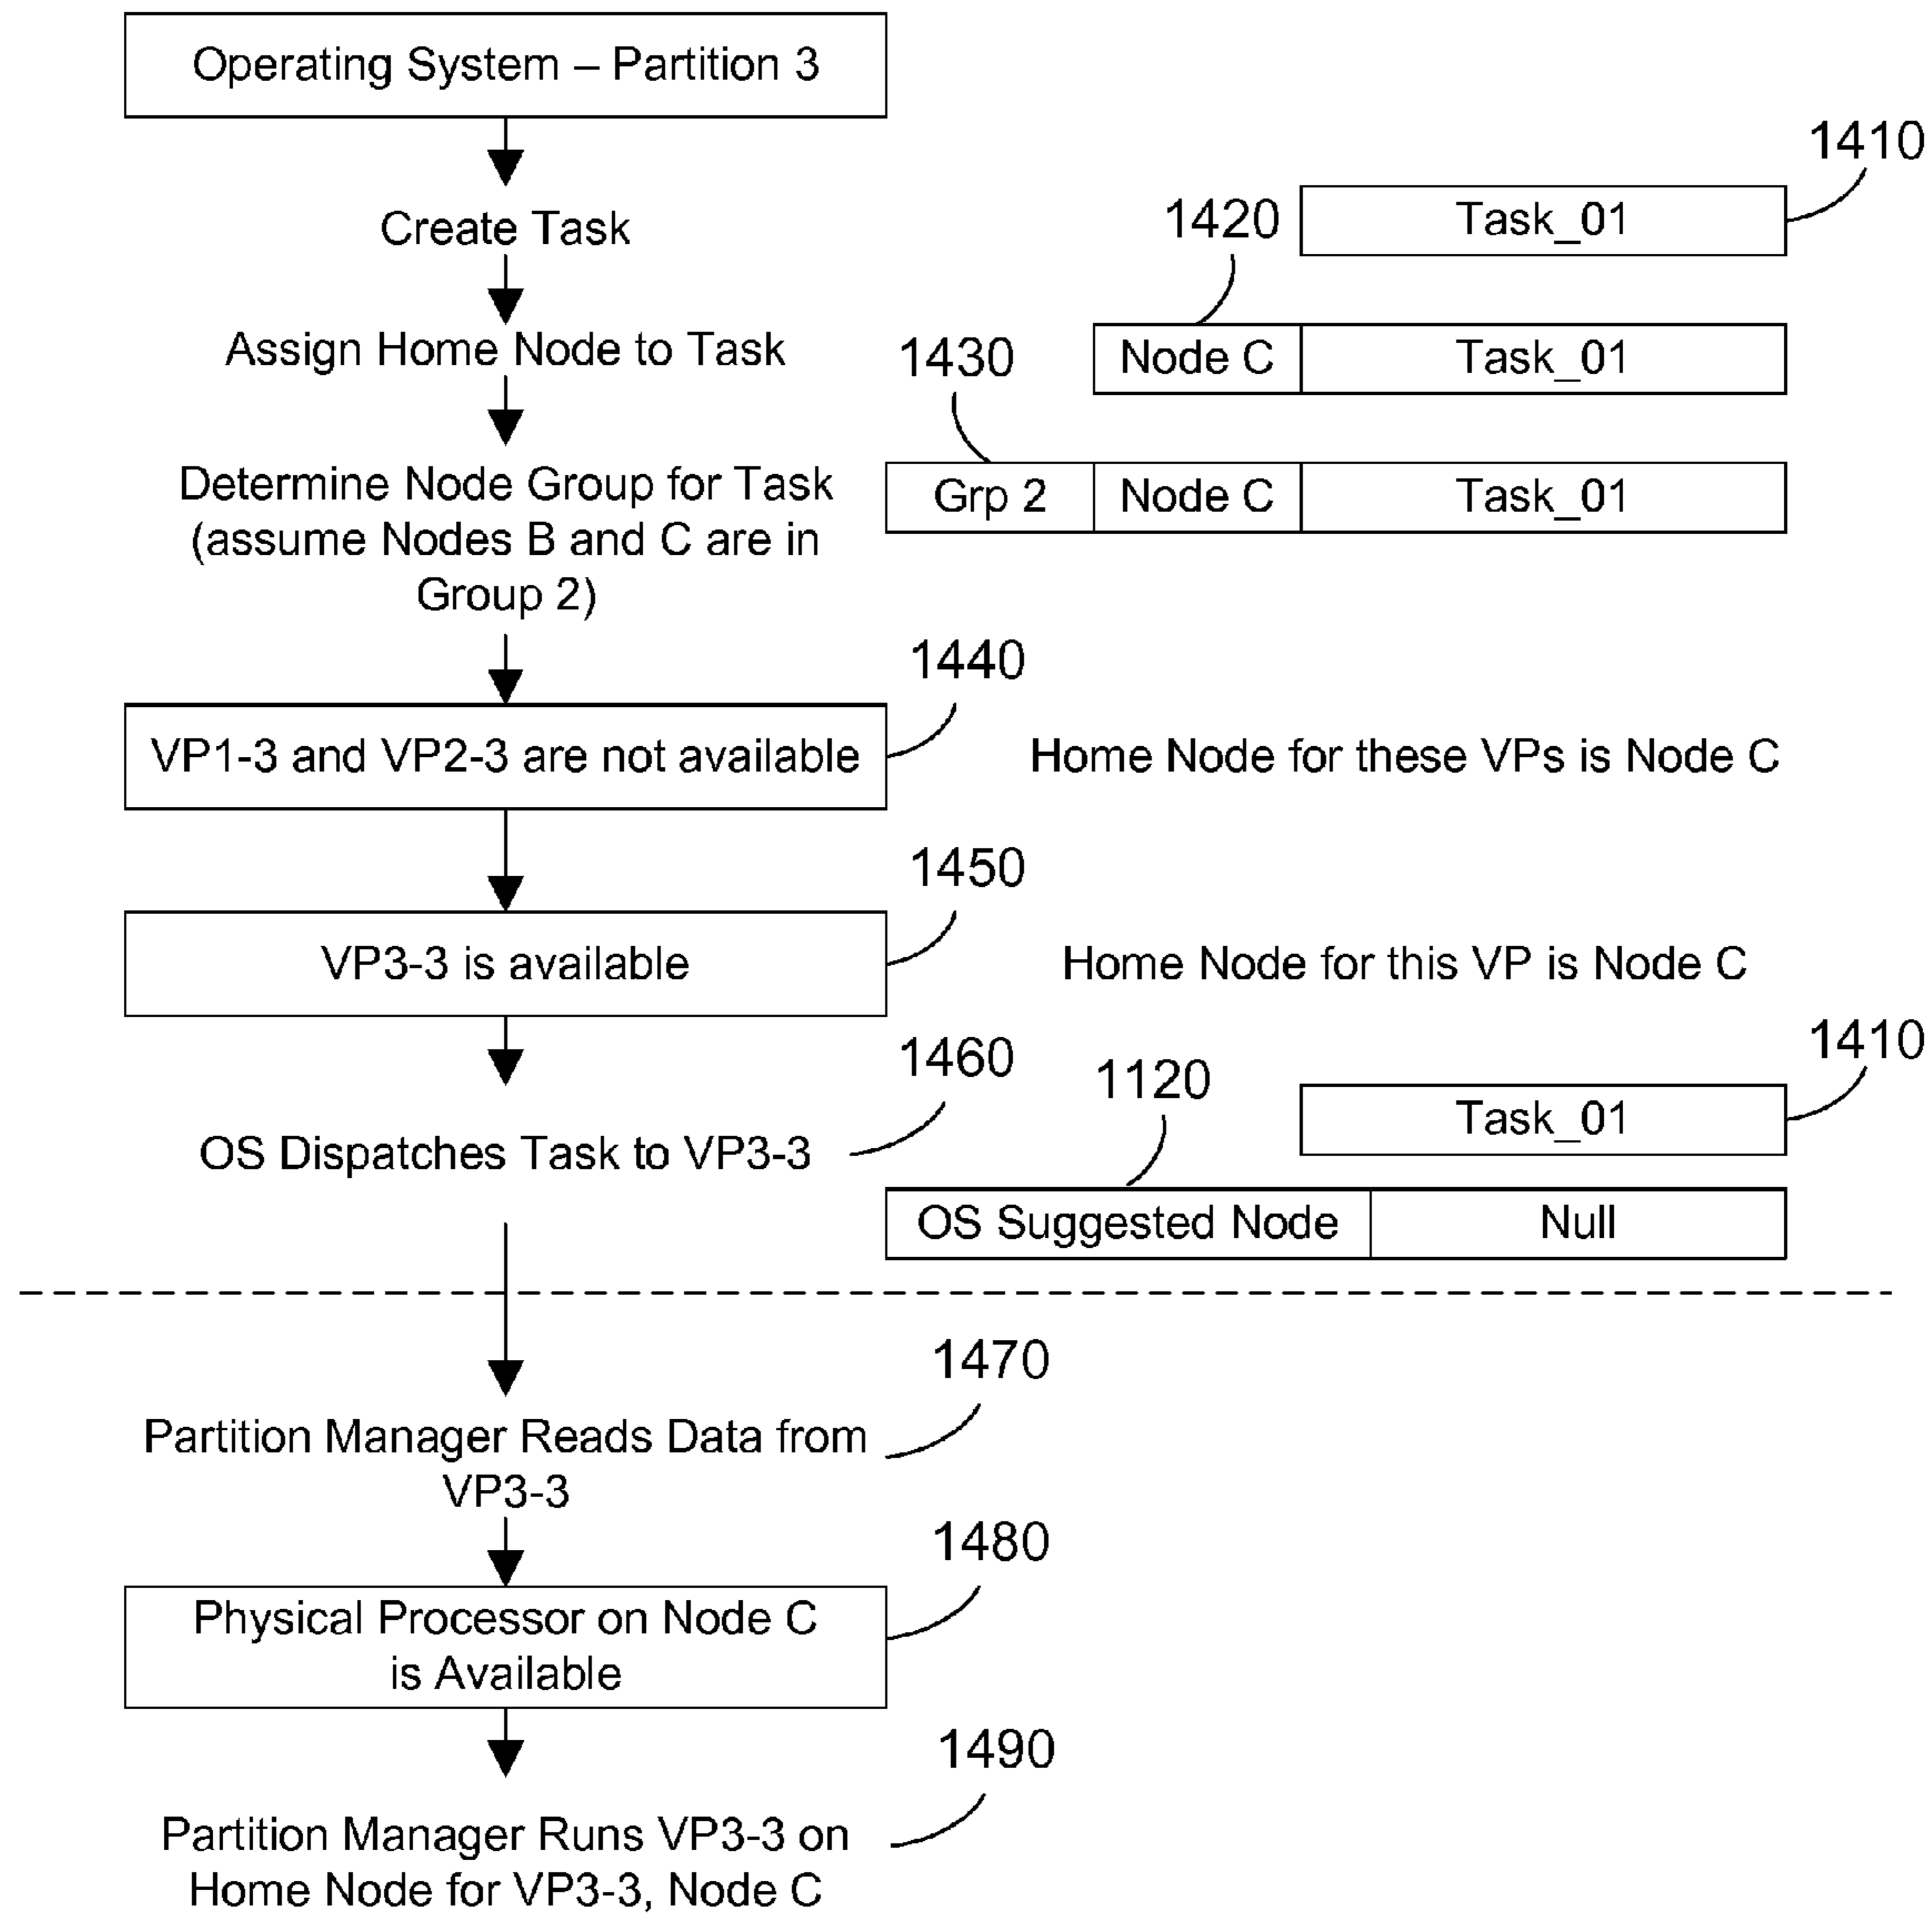 Operating System – Partition 3
1410
Create Task
1420
Task_01
Assign Home Node to Task
1430
Node C
Task_01
Determine Node Group for Task
(assume Nodes B and C are in
Group 2)
Grp 2
Node C
Task_01
1440
VP1-3 and VP2-3 are not available
Home Node for these VPs is Node C
1450
VP3-3 is available
Home Node for this VP is Node C
1460
1120
1410
Task_01
OS Dispatches Task to VP3-3
OS Suggested Node
Null
1470
Partition Manager Reads Data from
VP3-3
1480
Physical Processor on Node C
is Available
1490
Partition Manager Runs VP3-3 on
Home Node for VP3-3, Node C